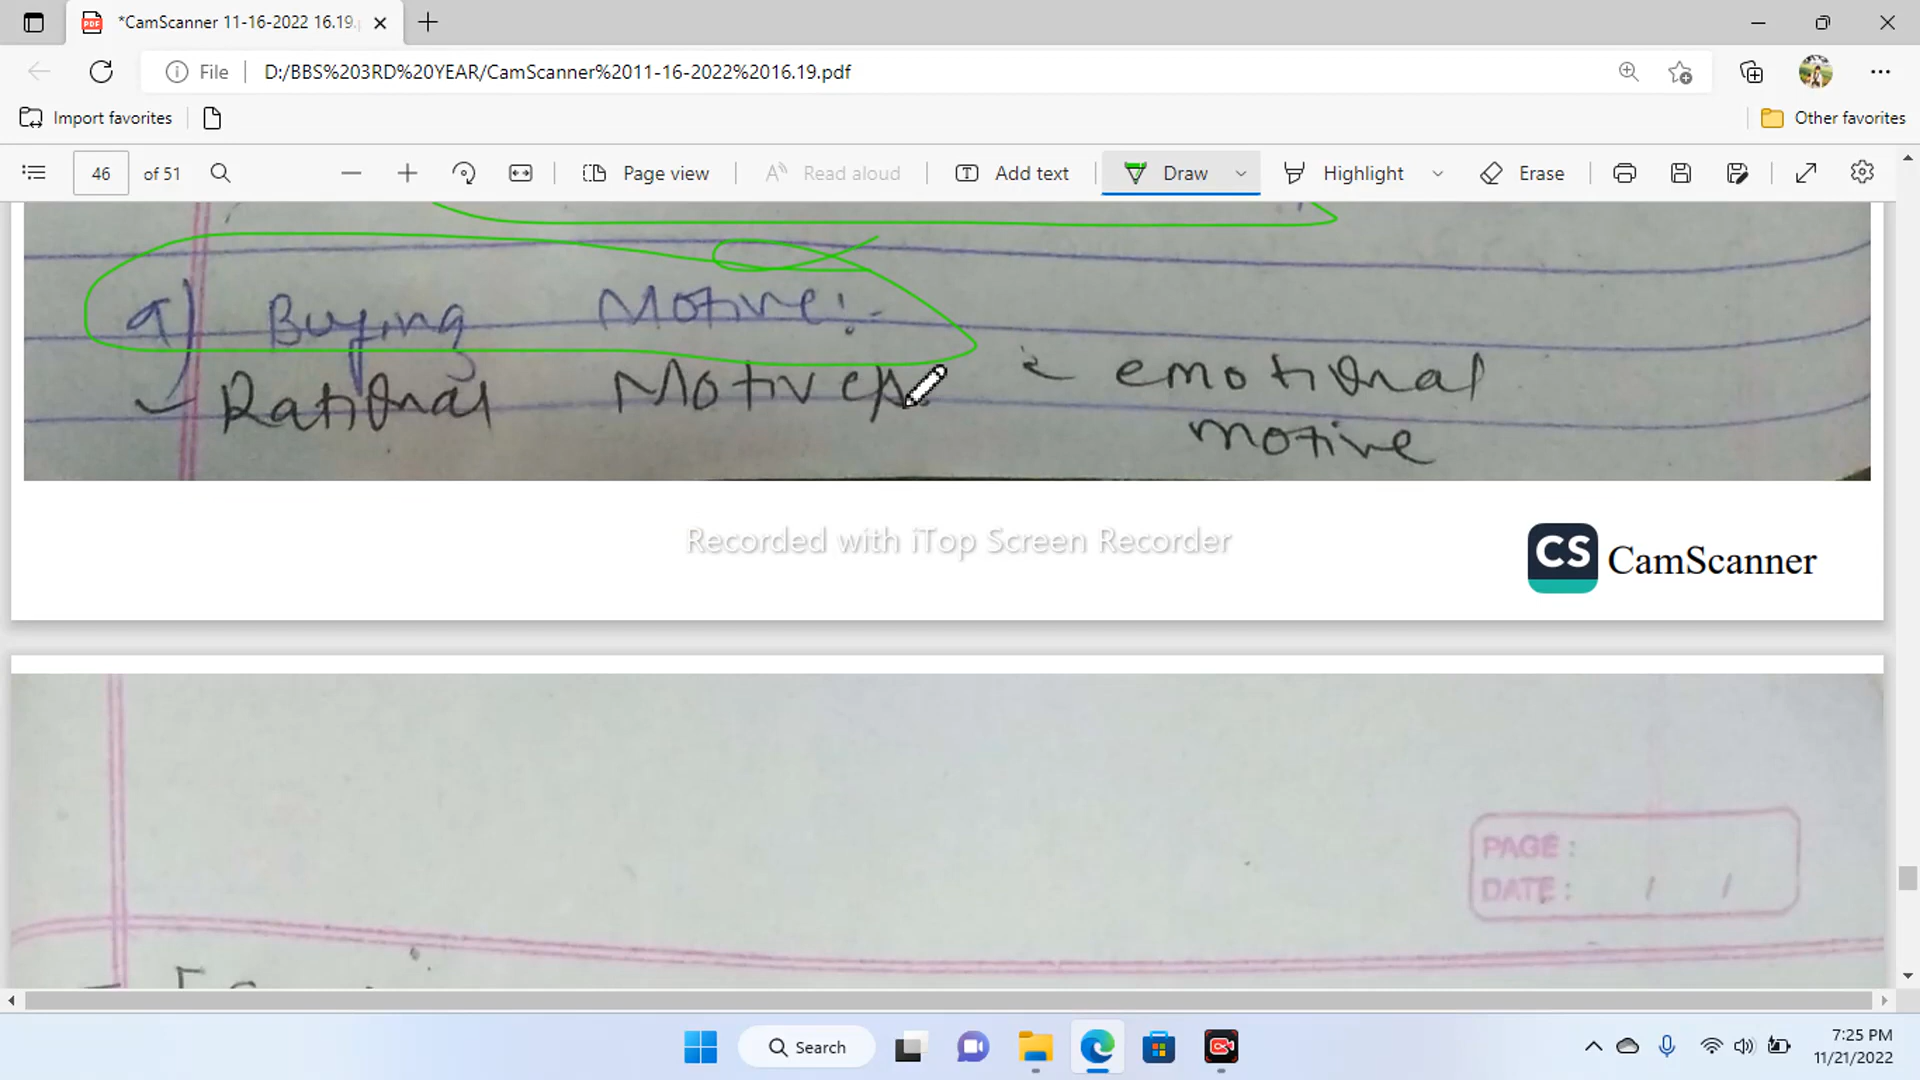 *CamScanner 11-16-2022 16.19.p
File
D:/BBS%203RD%20YEAR/CamScanner%2011-16-2022%2016.19.pdf
Import favorites
Other favorites
46 of 51
Page view
Read aloud
Add text
Draw
Highlight
Erase
a) Buying Motive:-
Rational Motives
emotional
motive
Recorded with iTop Screen Recorder
CS CamScanner
PAGE:
DATE: / /
Search
7:25 PM
11/21/2022